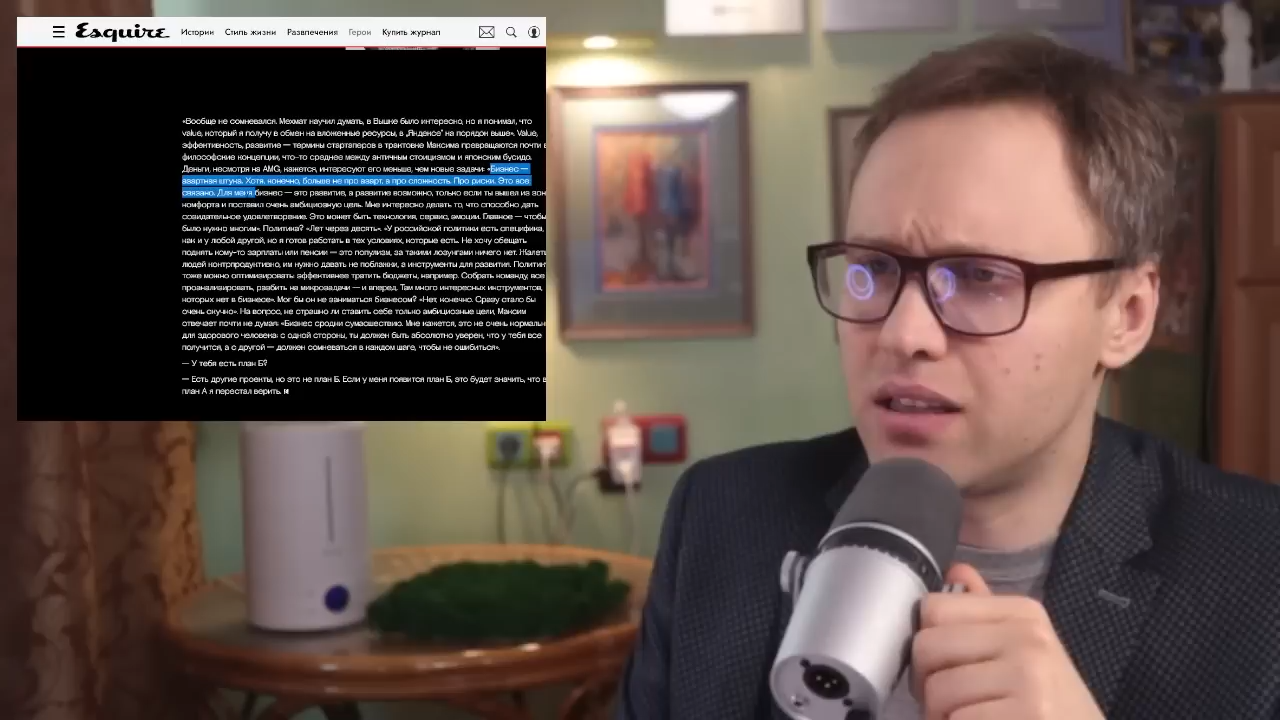 Esquire Истории Стиль жизни Развлечения Герои Купить журнал
«Вообще не сомневался. Мехмат научил думать, в Вышке было интересно, но я понимал, что
value, который я получу в обмен на вложенные ресурсы, в „Яндексе" на порядок выше». Value,
эффективность, развитие — термины стартаперов в трактовке Максима превращаются почти в
философские концепции, что-то среднее между античным стоицизмом и японским бусидо.
Деньги, несмотря на AMG, кажется, интересуют его меньше, чем новые задачи: «Бизнес —
азартная штука. Хотя, конечно, больше не про азарт, а про сложность. Про риски. Это все
связано. Для меня бизнес — это развитие, а развитие возможно, только если ты вышел из зон
комфорта и поставил очень амбициозную цель. Мне интересно делать то, что способно дать
созидательное удовлетворение. Это может быть технология, сервис, эмоции. Главное — чтобы
было нужно многим». Политика? «Лет через десять». «У российской политики есть специфика,
как и у любой другой, но я готов работать в тех условиях, которые есть. Не хочу обещать
поднять кому-то зарплаты или пенсии — это популизм, за такими лозунгами ничего нет. Жалет
людей контрпродуктивно, им нужно давать не поблажки, а инструменты для развития. Политик
тоже можно оптимизировать: эффективнее тратить бюджеты, например. Собрать команду, все
проанализировать, разбить на микрозадачи — и вперед. Там много интересных инструментов,
которых нет в бизнесе». Мог бы он не заниматься бизнесом? «Нет, конечно. Сразу стало бы
очень скучно». На вопрос, не страшно ли ставить себе только амбициозные цели, Максим
отвечает почти не думая: «Бизнес сродни сумасшествию. Мне кажется, это не очень нормальн
для здорового человека: с одной стороны, ты должен быть абсолютно уверен, что у тебя все
получится, а с другой — должен сомневаться в каждом шаге, чтобы не ошибиться».
— У тебя есть план Б?
— Есть другие проекты, но это не план Б. Если у меня появится план Б, это будет значить, что в
план А я перестал верить.